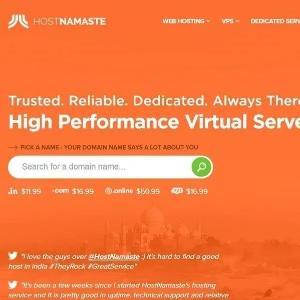 HOSTNAMASTE
WEB HOSTING VPS DEDICATED SERV
Trusted. Reliable. Dedicated. Always There
High Performance Virtual Serve
PICK A NAME - YOUR DOMAIN NAME SAYS A LOT ABOUT YOU
Search for a domain name...
.in $11.99 .com $16.99 .online $50.99 $16.99
"I love the guys over @HostNamaste :) it's hard to find a good
host in india #TheyRock #GreatService"
"It's been a few weeks since I started HostNamaste's hosting
service and It is pretty good in uptime, technical support and relative